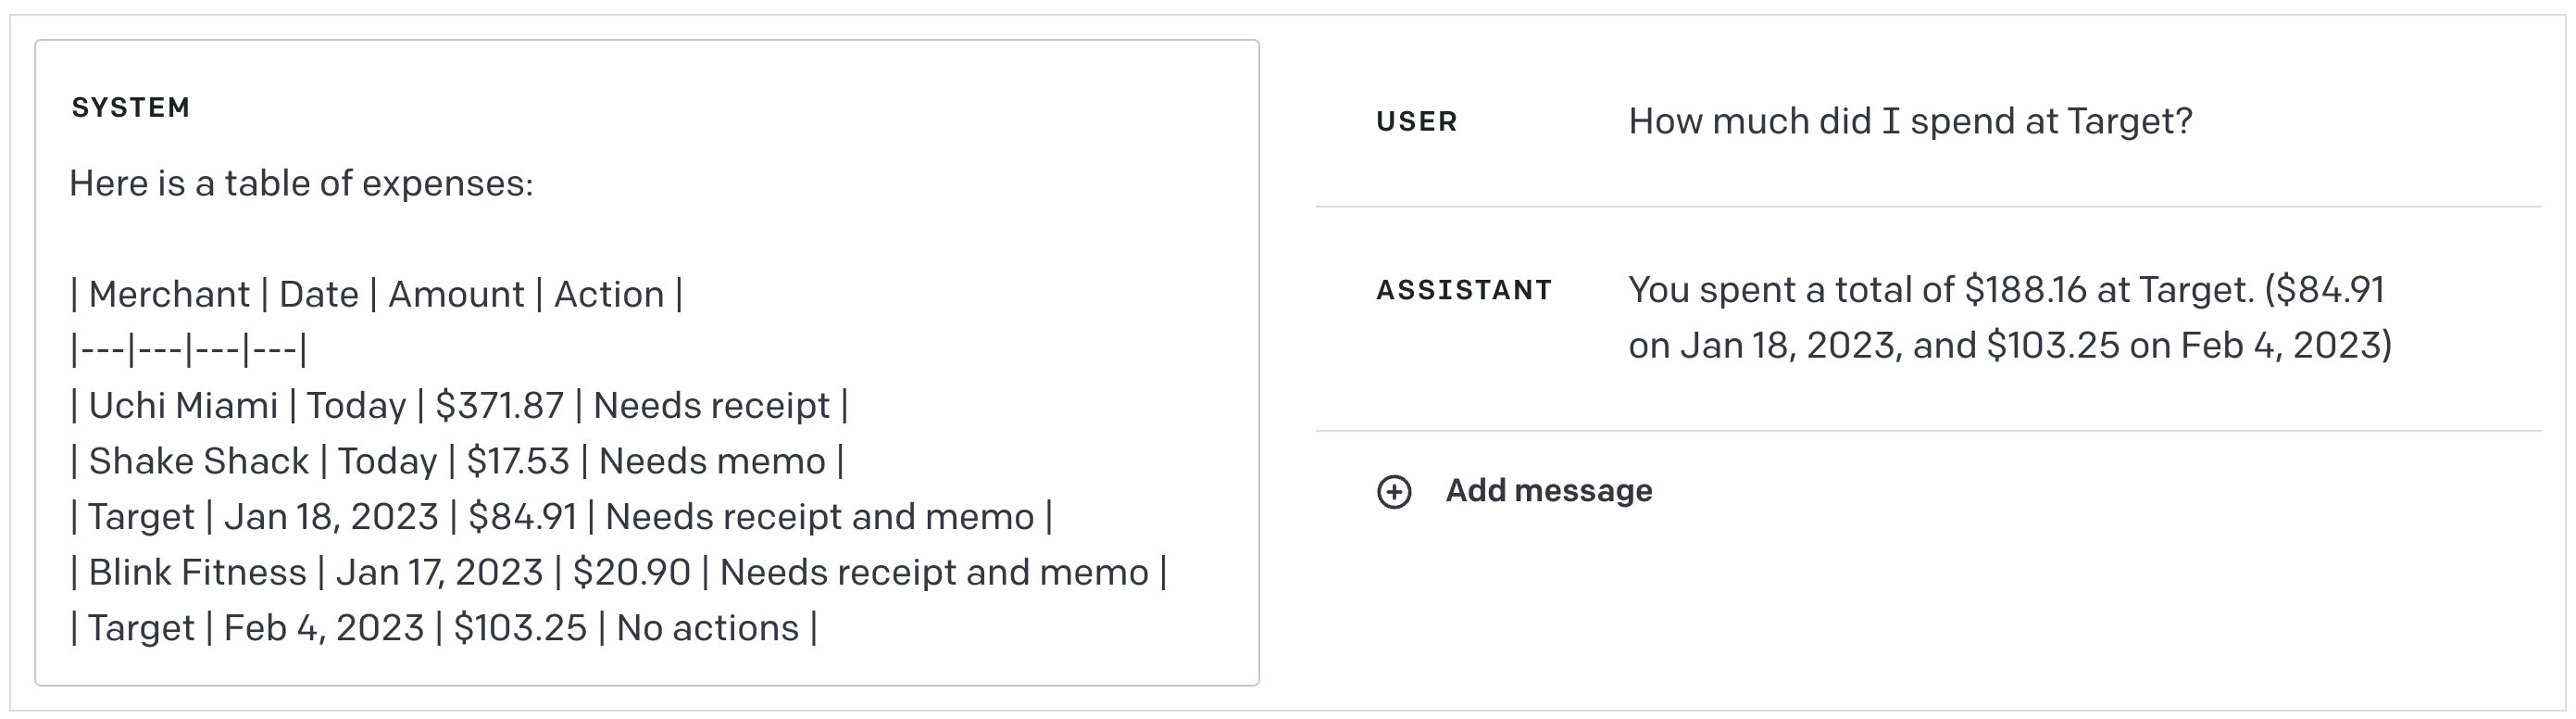 SYSTEM
Here is a table of expenses:
| Merchant | Date | Amount | Action |
|---|---|---|---|
| Uchi Miami | Today | $371.87 | Needs receipt |
| Shake Shack | Today | $17.53 | Needs memo |
| Target | Jan 18, 2023 | $84.91 | Needs receipt and memo |
| Blink Fitness | Jan 17, 2023 | $20.90 | Needs receipt and memo |
| Target | Feb 4, 2023 | $103.25 | No actions |
USER
How much did I spend at Target?
ASSISTANT
You spent a total of $188.16 at Target. ($84.91
on Jan 18, 2023, and $103.25 on Feb 4, 2023)
Add message